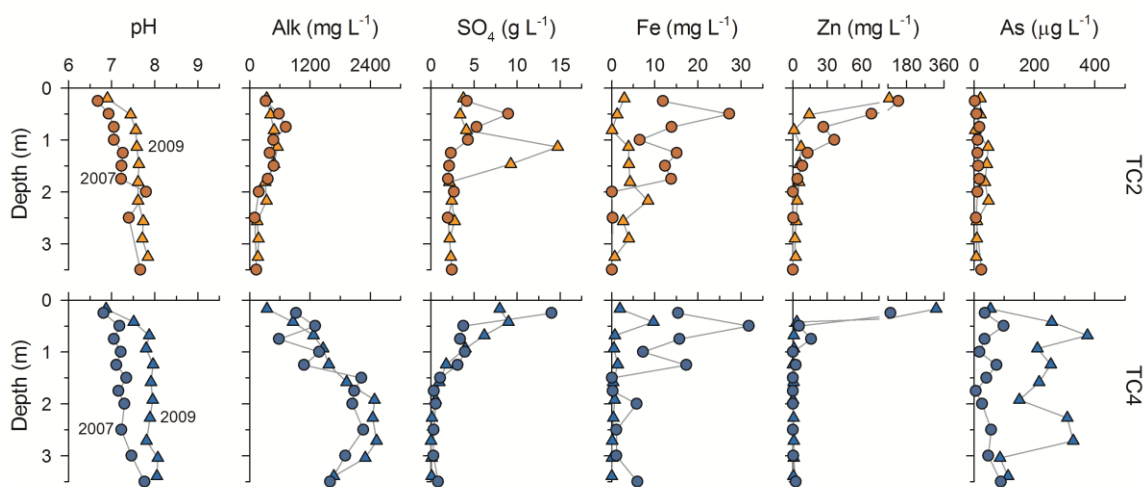 pH Alk (mg L⁻¹) SO₄ (g L⁻¹) Fe (mg L⁻¹) Zn (mg L⁻¹) As (µg L⁻¹)
6 7 8 9 0 1200 2400 0 5 10 15 0 10 20 30 0 30 60 180 360 0 200 400
0
1
2
3
Depth (m)
2009
2007
TC2
0
1
2
3
Depth (m)
2009
2007
TC4